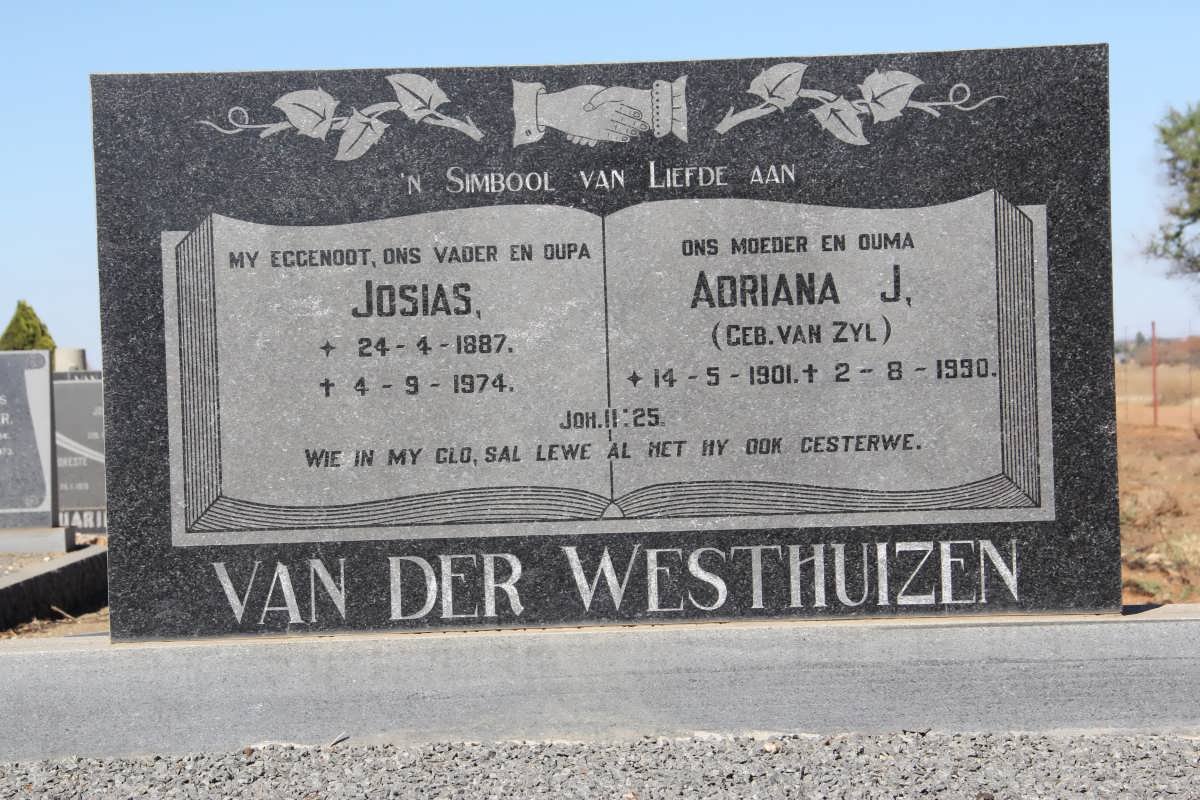 'N SIMBOOL VAN LIEFDE AAN
MY EGGENOOT, ONS VADER EN OUPA
JOSIAS,
✦ 24-4-1887.
✝ 4-9-1974.
ONS MOEDER EN OUMA
ADRIANA J,
(GEB. VAN ZYL)
✦ 14-5-1901. ✝ 2-8-1990.
JOH. 11:25.
WIE IN MY GLO, SAL LEWE AL HET HY OOK GESTERWE.
VAN DER WESTHUIZEN